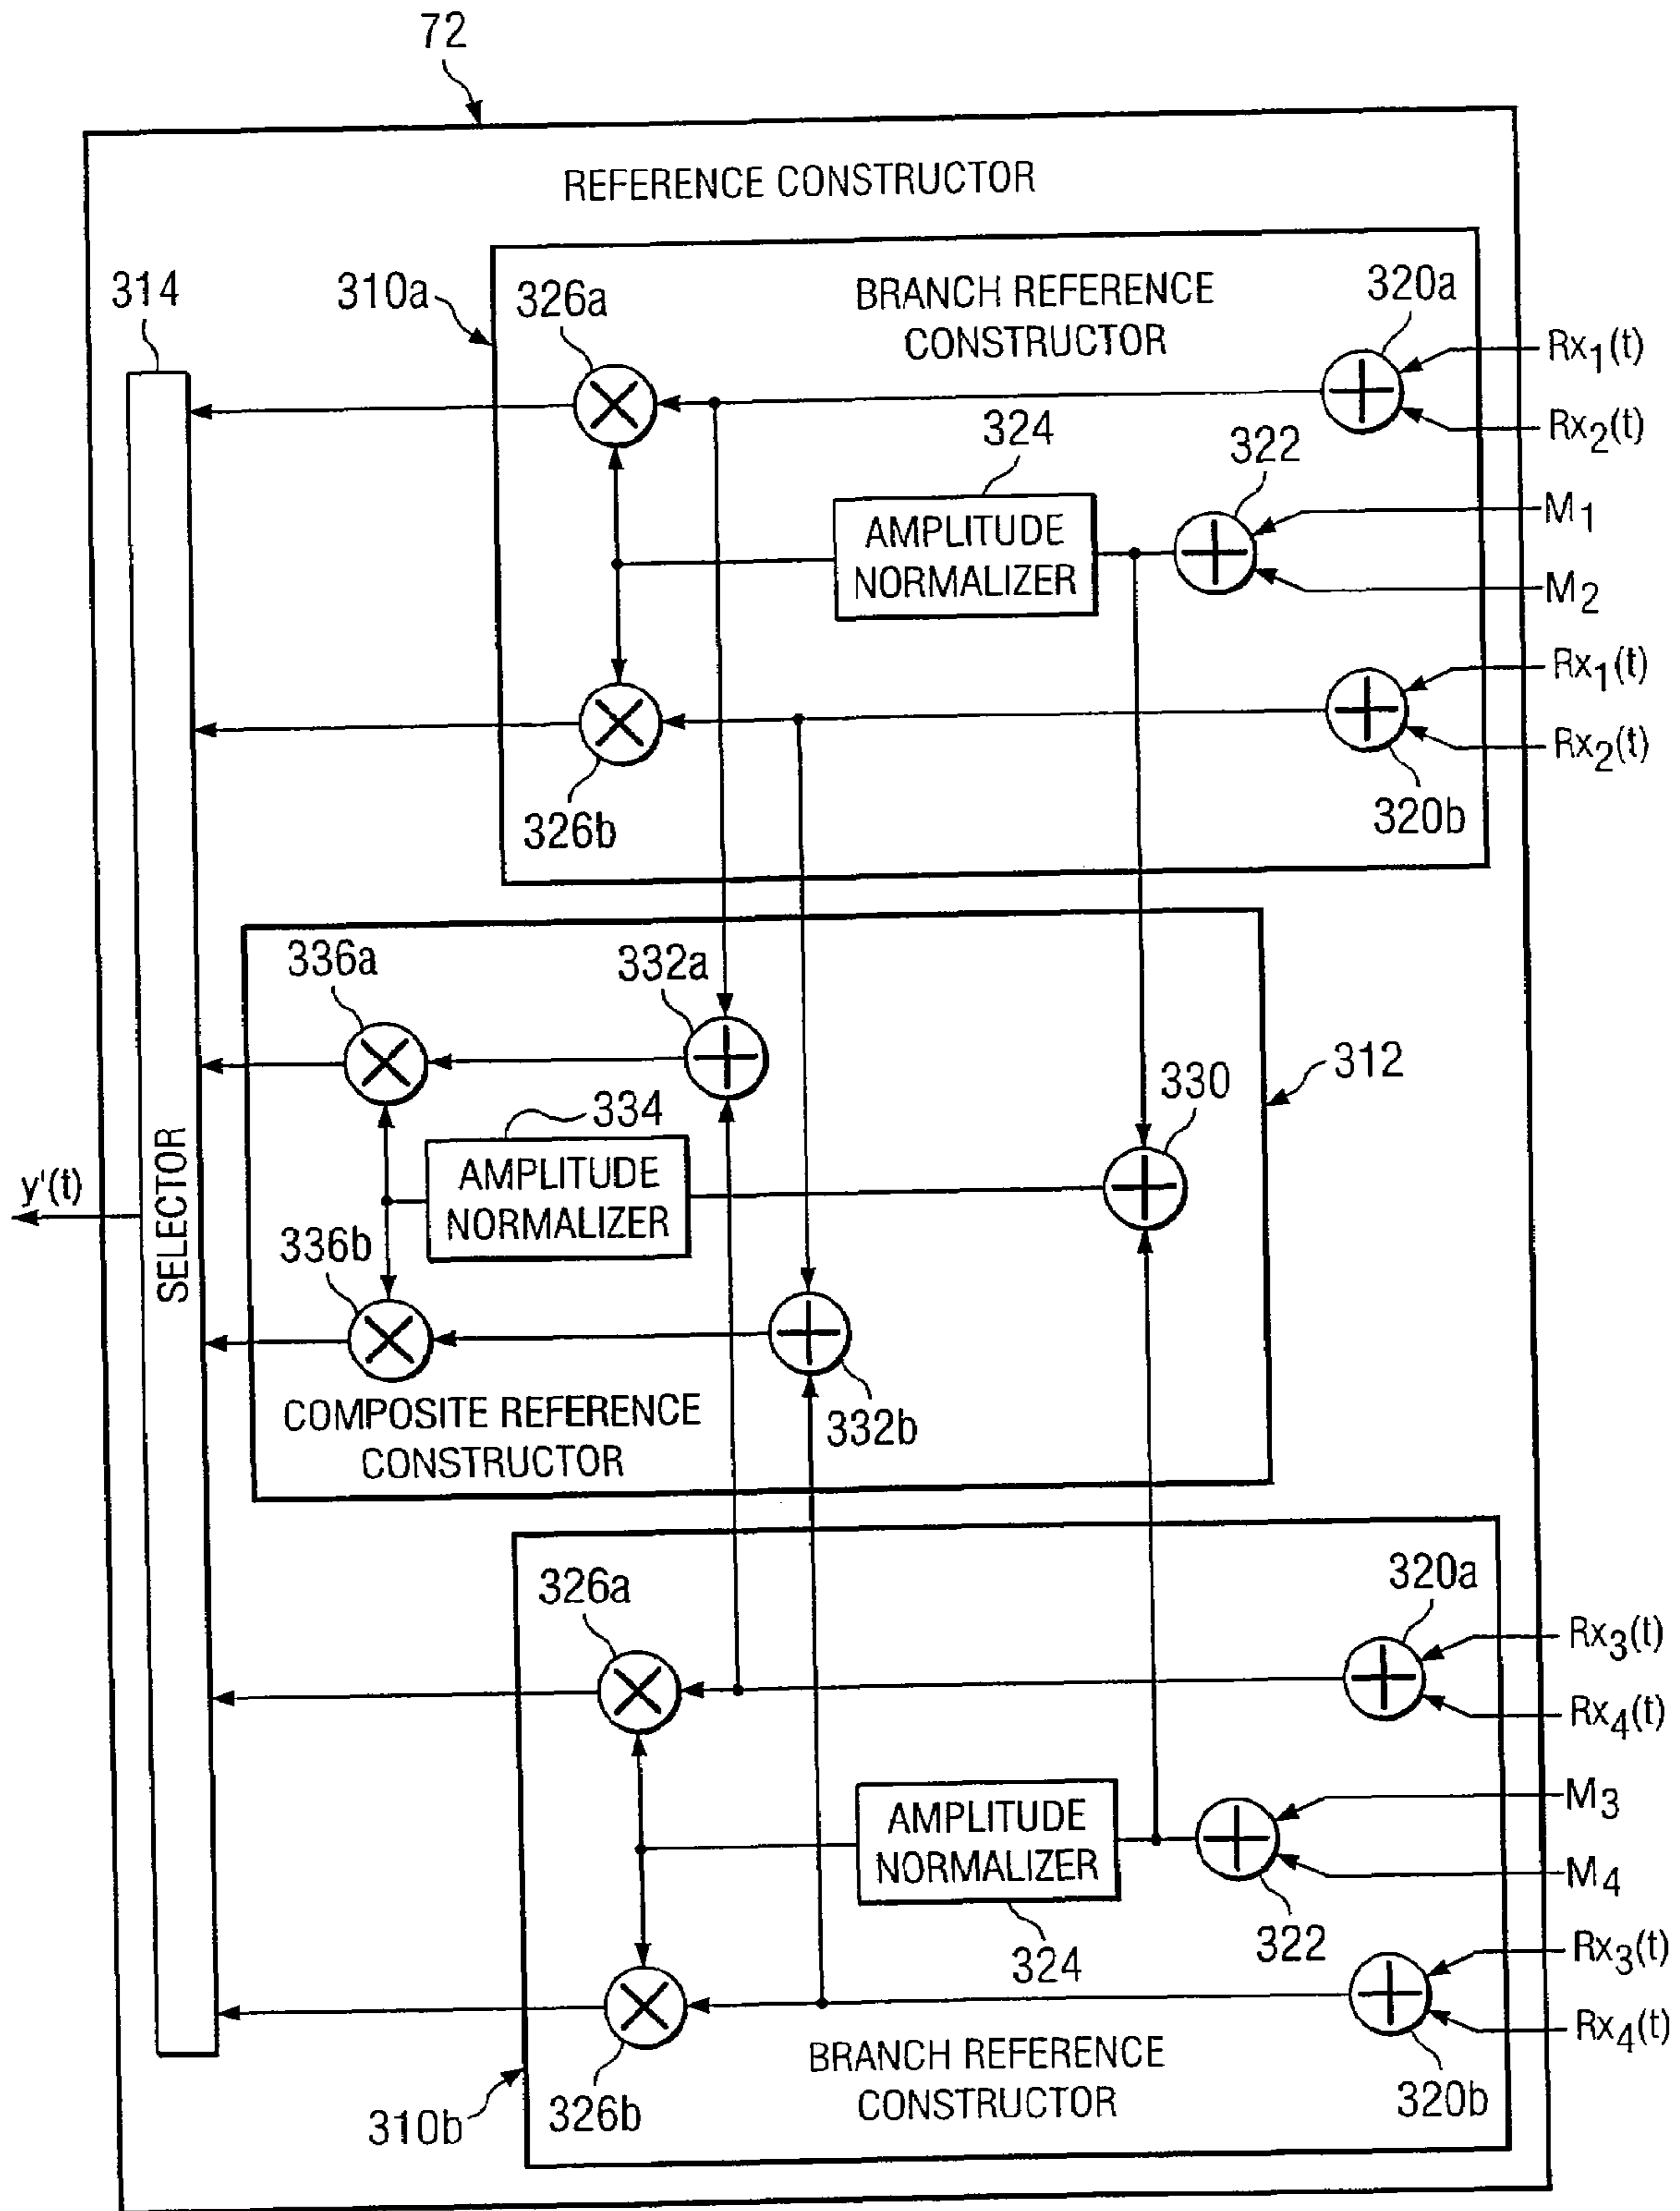 72
REFERENCE CONSTRUCTOR
314
310a
326a
BRANCH REFERENCE
CONSTRUCTOR
320a
Rx1(t)
Rx2(t)
324
322
AMPLITUDE
NORMALIZER
M1
M2
Rx1(t)
Rx2(t)
326b
320b
336a
332a
312
330
334
AMPLITUDE
NORMALIZER
y'(t)
SELECTOR
336b
332b
COMPOSITE REFERENCE
CONSTRUCTOR
326a
320a
Rx3(t)
Rx4(t)
AMPLITUDE
NORMALIZER
M3
M4
324
322
Rx3(t)
Rx4(t)
BRANCH REFERENCE
CONSTRUCTOR
310b
326b
320b